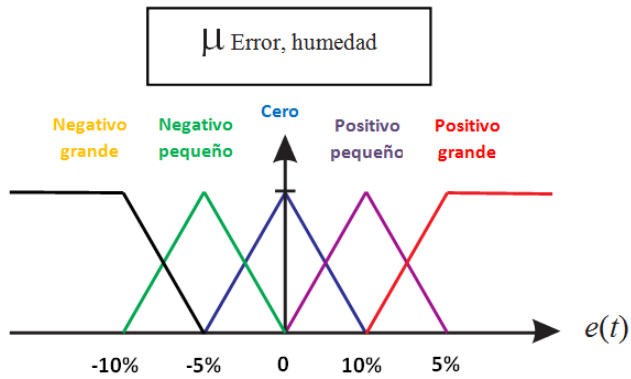 μ Error, humedad
Negativo grande
Negativo pequeño
Cero
Positivo pequeño
Positivo grande
e(t)
-10% -5% 0 10% 5%